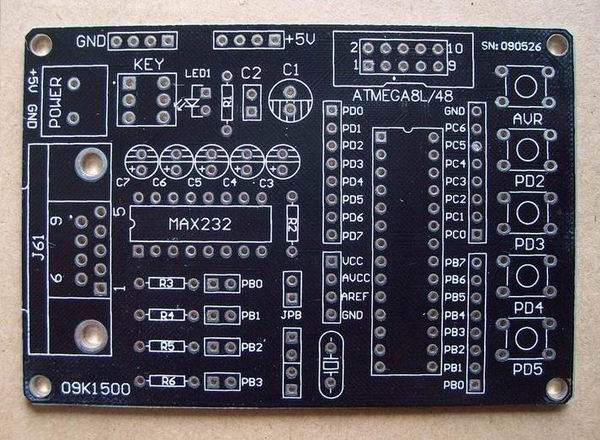 GND
+5V
2
10
1
9
SN:090526
+5V
GND
POWER
KEY
LED1
R1
C2
C1
ATMEGA8L/48
AVR
PD0
PD1
PD2
PD3
PD4
PD5
PD6
PD7
GND
PC6
PC5
PC4
PC3
PC2
PC1
PC0
PD2
C7
C6
C5
C4
C3
+
+
+
+
+
MAX232
R2
J61
9
5
6
1
PD3
VCC
AVCC
AREF
GND
PB7
PB6
PB5
PB4
PB3
PB2
PB1
PB0
PD4
R3
PB0
R4
PB1
R5
PB2
R6
PB3
JPB
PD5
09K1500